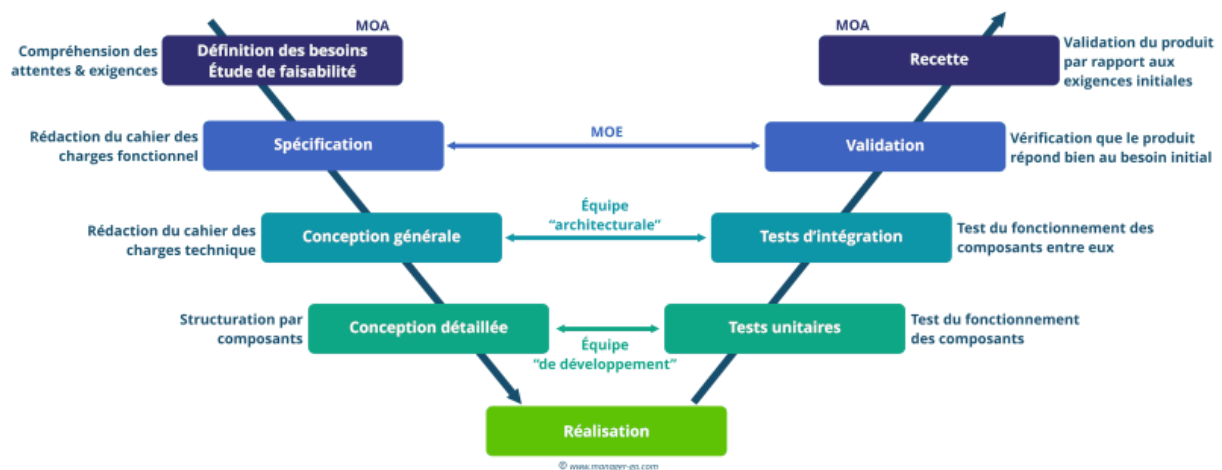 MOA
MOA
Compréhension des
attentes & exigences
Définition des besoins
Étude de faisabilité
Recette
Validation du produit
par rapport aux
exigences initiales
Rédaction du cahier des
charges fonctionnel
Spécification
MOE
Validation
Vérification que le produit
répond bien au besoin initial
Rédaction du cahier des
charges technique
Conception générale
Équipe
“architecturale”
Tests d’intégration
Test du fonctionnement des
composants entre eux
Structuration par
composants
Conception détaillée
Équipe
“de développement”
Tests unitaires
Test du fonctionnement
des composants
Réalisation
© www.manager-go.com